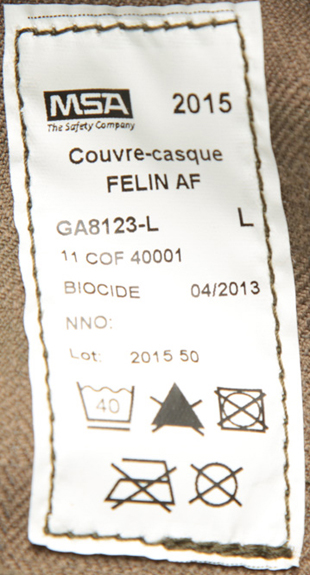 MSA 2015
The Safety Company
Couvre-casque
FELIN AF
GA8123-L L
11 COF 40001
BIOCIDE 04/2013
NNO:
Lot: 2015 50
40